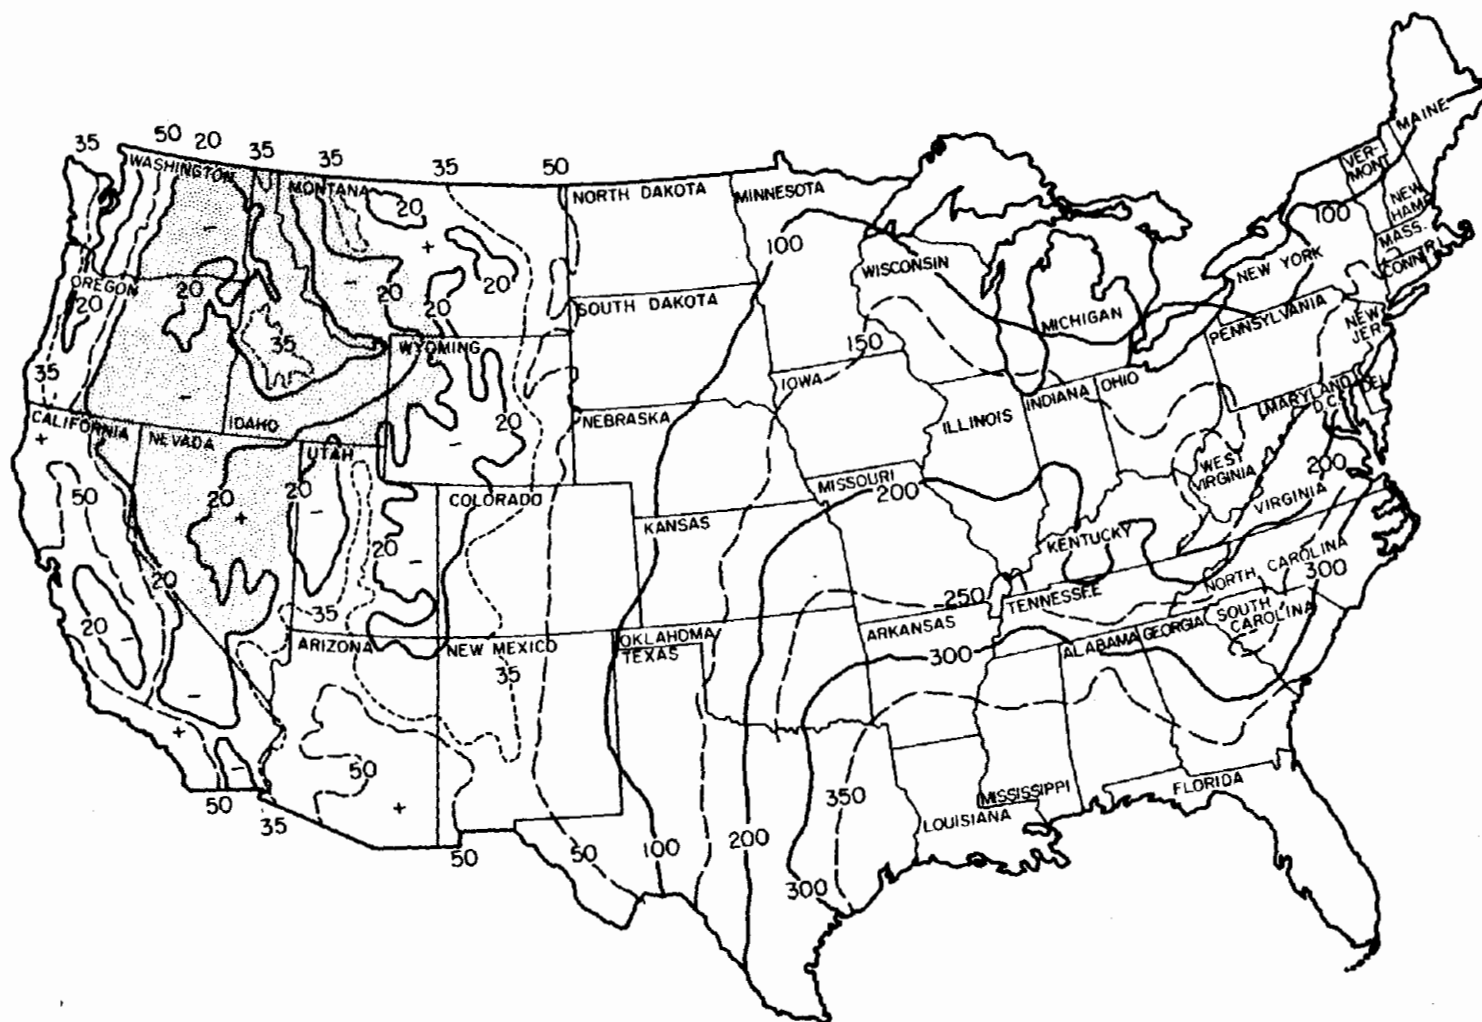 35
50
20
35
35
35
50
WASHINGTON
MONTANA
NORTH DAKOTA
MINNESOTA
MAINE
VER-
MONT
NEW
HAMP
MASS.
CONN.
R I.
100
NEW YORK
20
-
+
100
WISCONSIN
OREGON
20
20
-
20
20
20
SOUTH DAKOTA
MICHIGAN
PENNSYLVANIA
NEW
JER.
35
WYOMING
150
IOWA
OHIO
INDIANA
ILLINOIS
MARYLAND
D.C.
DEL.
35
-
IDAHO
CALIFORNIA
+
NEVADA
UTAH
20
-
NEBRASKA
WEST
VIRGINIA
200
VIRGINIA
50
20
+
20
-
COLORADO
MISSOURI
200
KANSAS
KENTUCKY
20
-
20
NORTH CAROLINA
300
20
-
35
250
TENNESSEE
SOUTH
CAROLINA
ARIZONA
NEW MEXICO
35
OKLAHOMA
TEXAS
ARKANSAS
300
ALABAMA
GEORGIA
-
+
-
50
+
350
MISSISSIPPI
FLORIDA
LOUISIANA
50
35
50
50
100
200
300